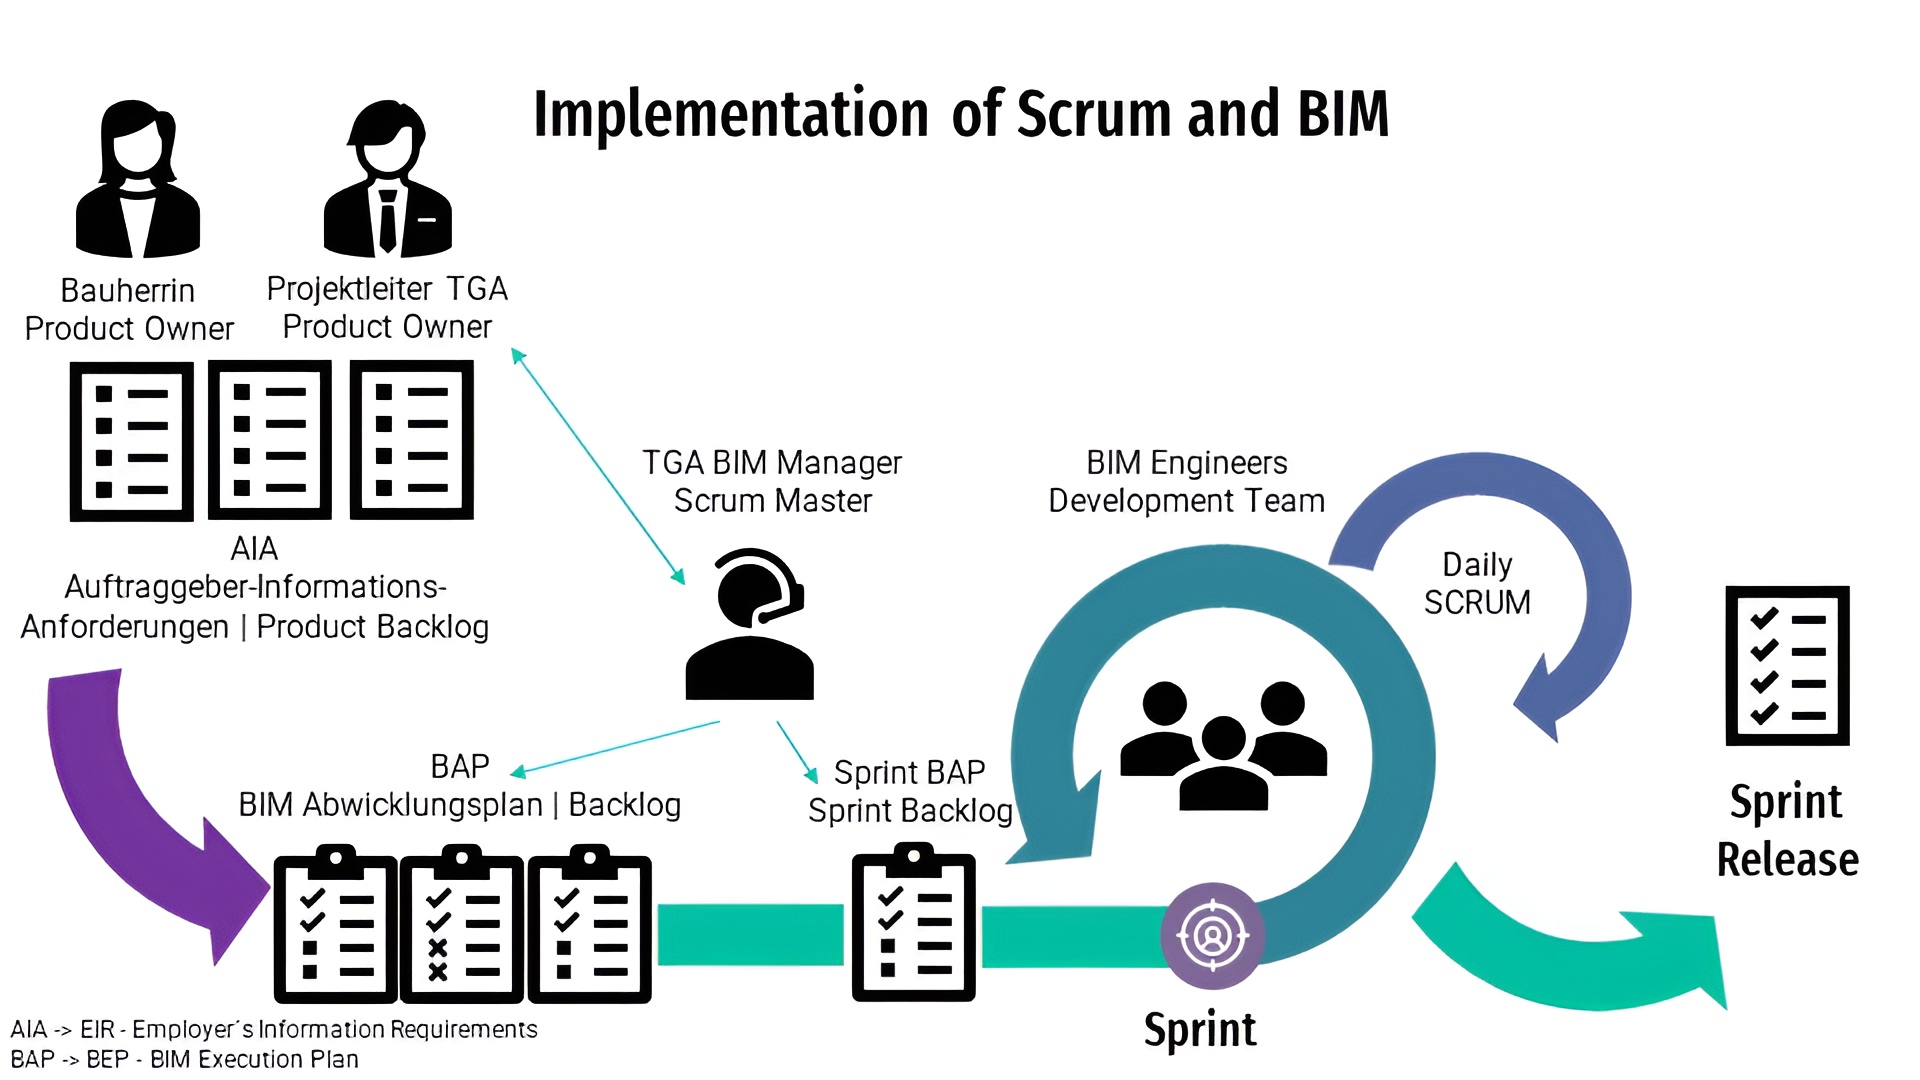 Implementation of Scrum and BIM
Bauherrin
Product Owner
Projektleiter TGA
Product Owner
AIA
Auftraggeber-Informations-
Anforderungen | Product Backlog
TGA BIM Manager
Scrum Master
BIM Engineers
Development Team
Daily
SCRUM
BAP
BIM Abwicklungsplan | Backlog
Sprint BAP
Sprint Backlog
Sprint
Release
Sprint
AIA -> EIR - Employer´s Information Requirements
BAP -> BEP - BIM Execution Plan